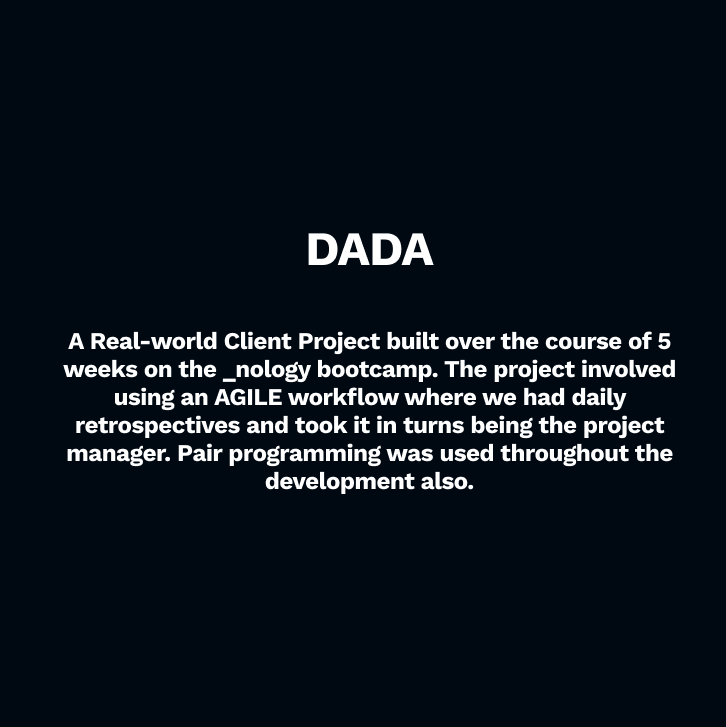 DADA
A Real-world Client Project built over the course of 5
weeks on the _nology bootcamp. The project involved
using an AGILE workflow where we had daily
retrospectives and took it in turns being the project
manager. Pair programming was used throughout the
development also.